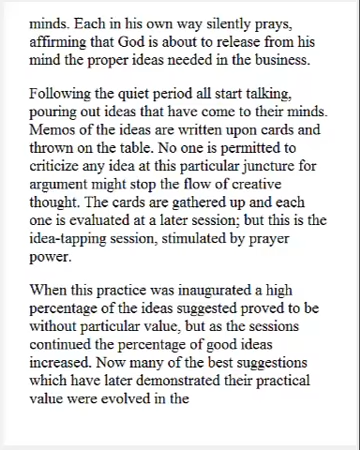 minds. Each in his own way silently prays,
affirming that God is about to release from his
mind the proper ideas needed in the business.
Following the quiet period all start talking,
pouring out ideas that have come to their minds.
Memos of the ideas are written upon cards and
thrown on the table. No one is permitted to
criticize any idea at this particular juncture for
argument might stop the flow of creative
thought. The cards are gathered up and each
one is evaluated at a later session; but this is the
idea-tapping session, stimulated by prayer
power.
When this practice was inaugurated a high
percentage of the ideas suggested proved to be
without particular value, but as the sessions
continued the percentage of good ideas
increased. Now many of the best suggestions
which have later demonstrated their practical
value were evolved in the